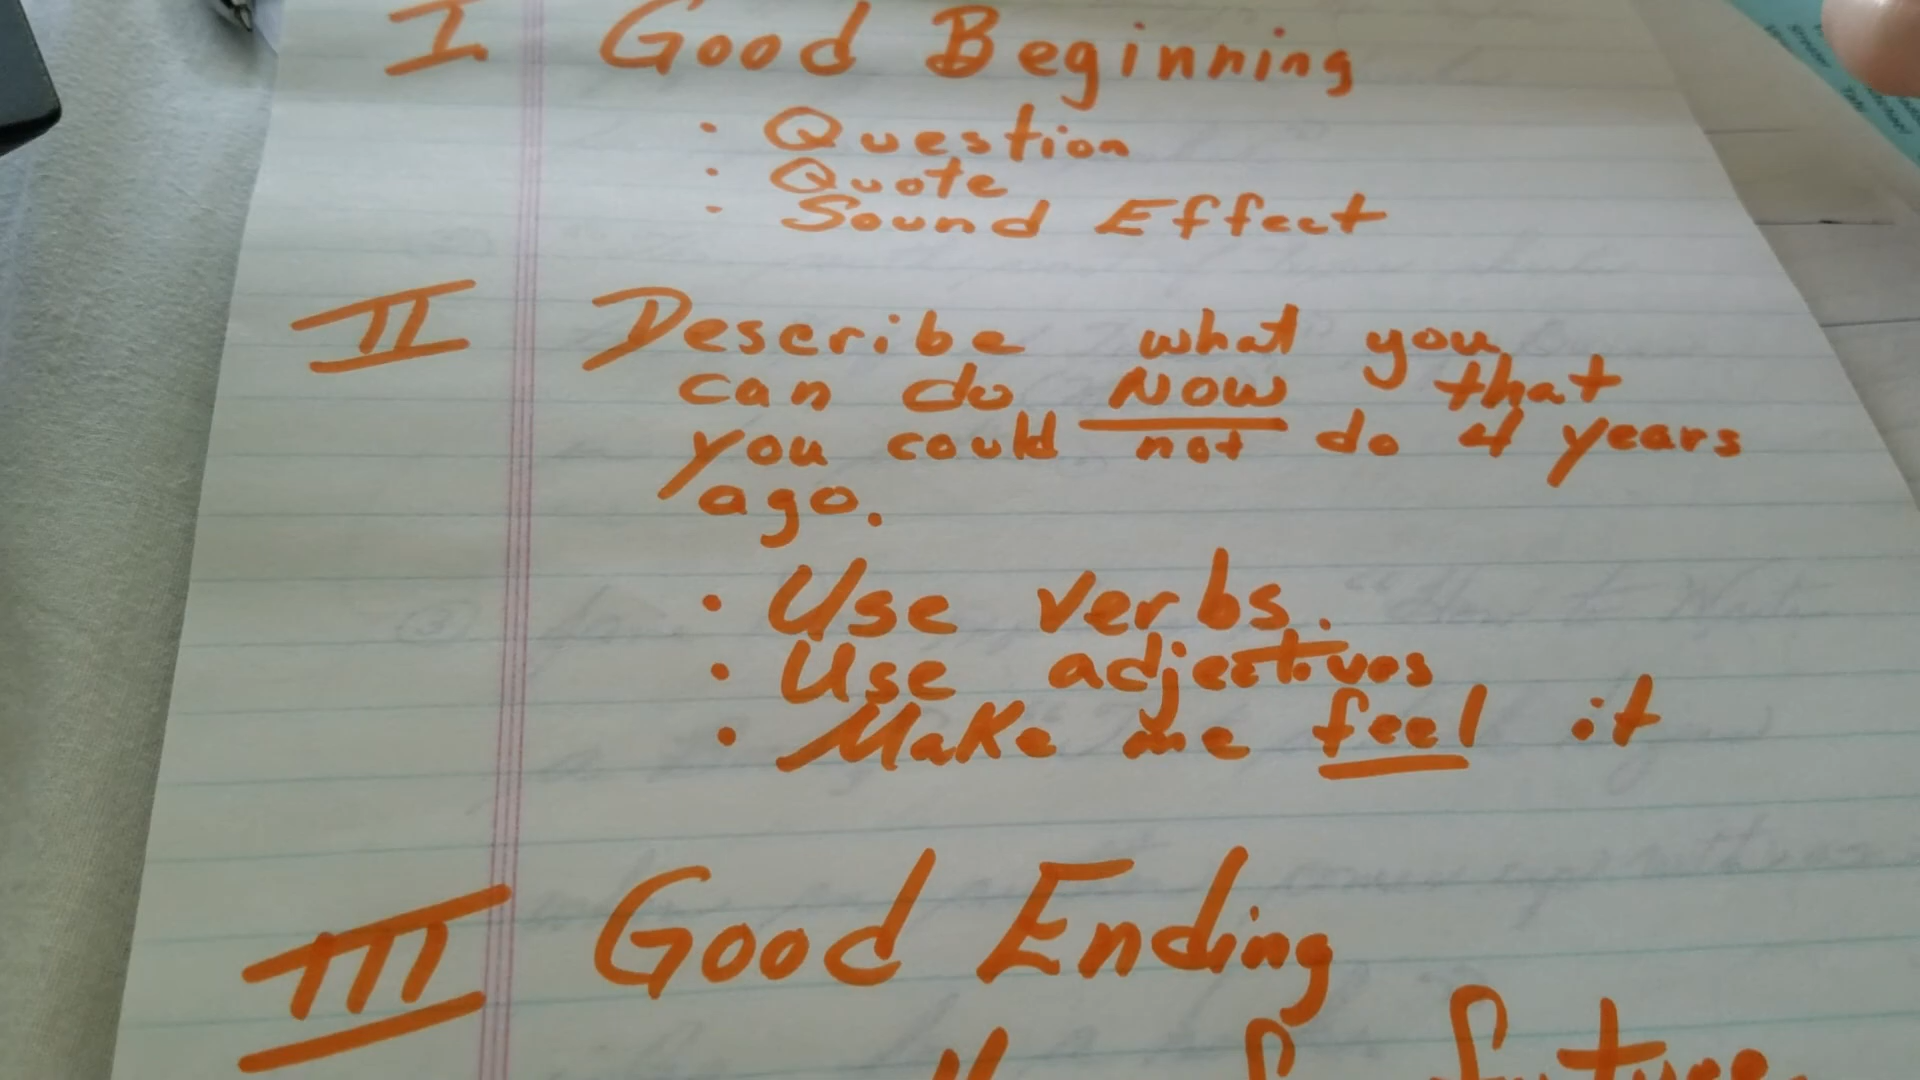 I. Good Beginning
· Question
· Quote
· Sound Effect
II Describe what you
can do NOW that
you could not do 4 years
ago.
· Use verbs.
· Use adjectives
· Make me feel it
III Good Ending
future